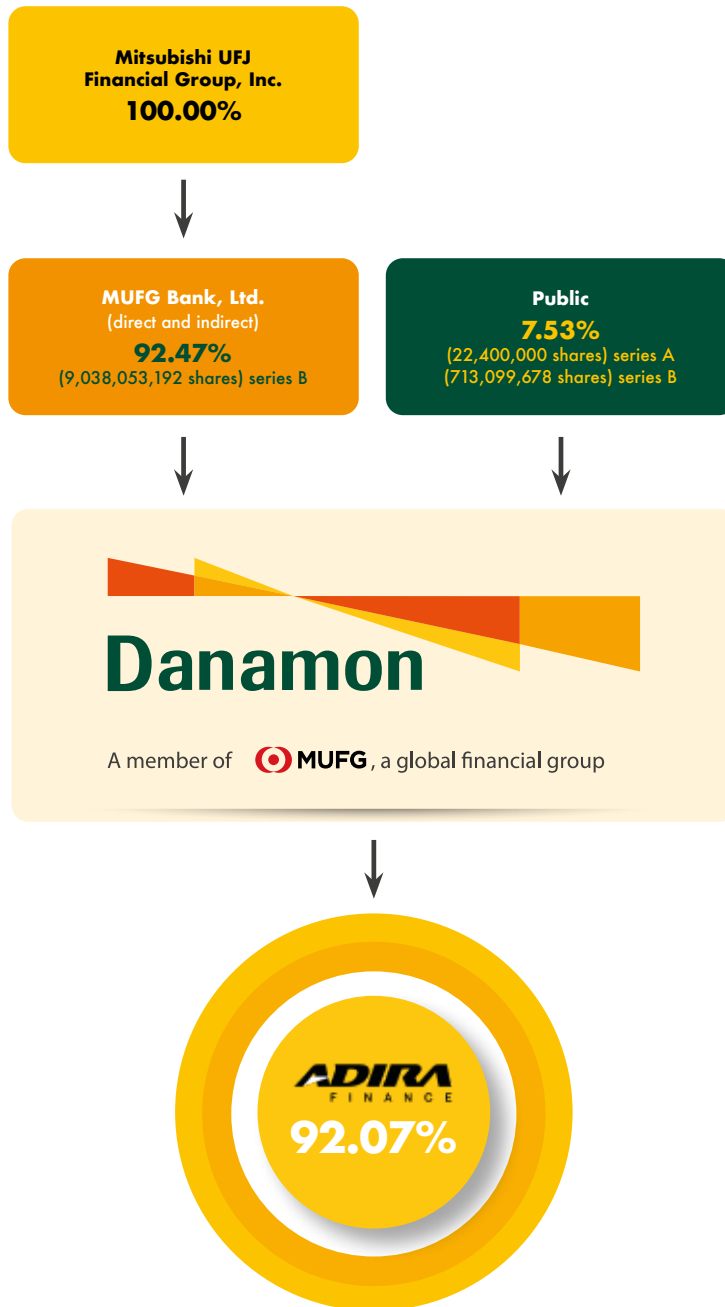 Mitsubishi UFJ
Financial Group, Inc.
100.00%
MUFG Bank, Ltd.
(direct and indirect)
92.47%
(9,038,053,192 shares) series B
Public
7.53%
(22,400,000 shares) series A
(713,099,678 shares) series B
Danamon
A member of MUFG, a global financial group
ADIRA
FINANCE
92.07%